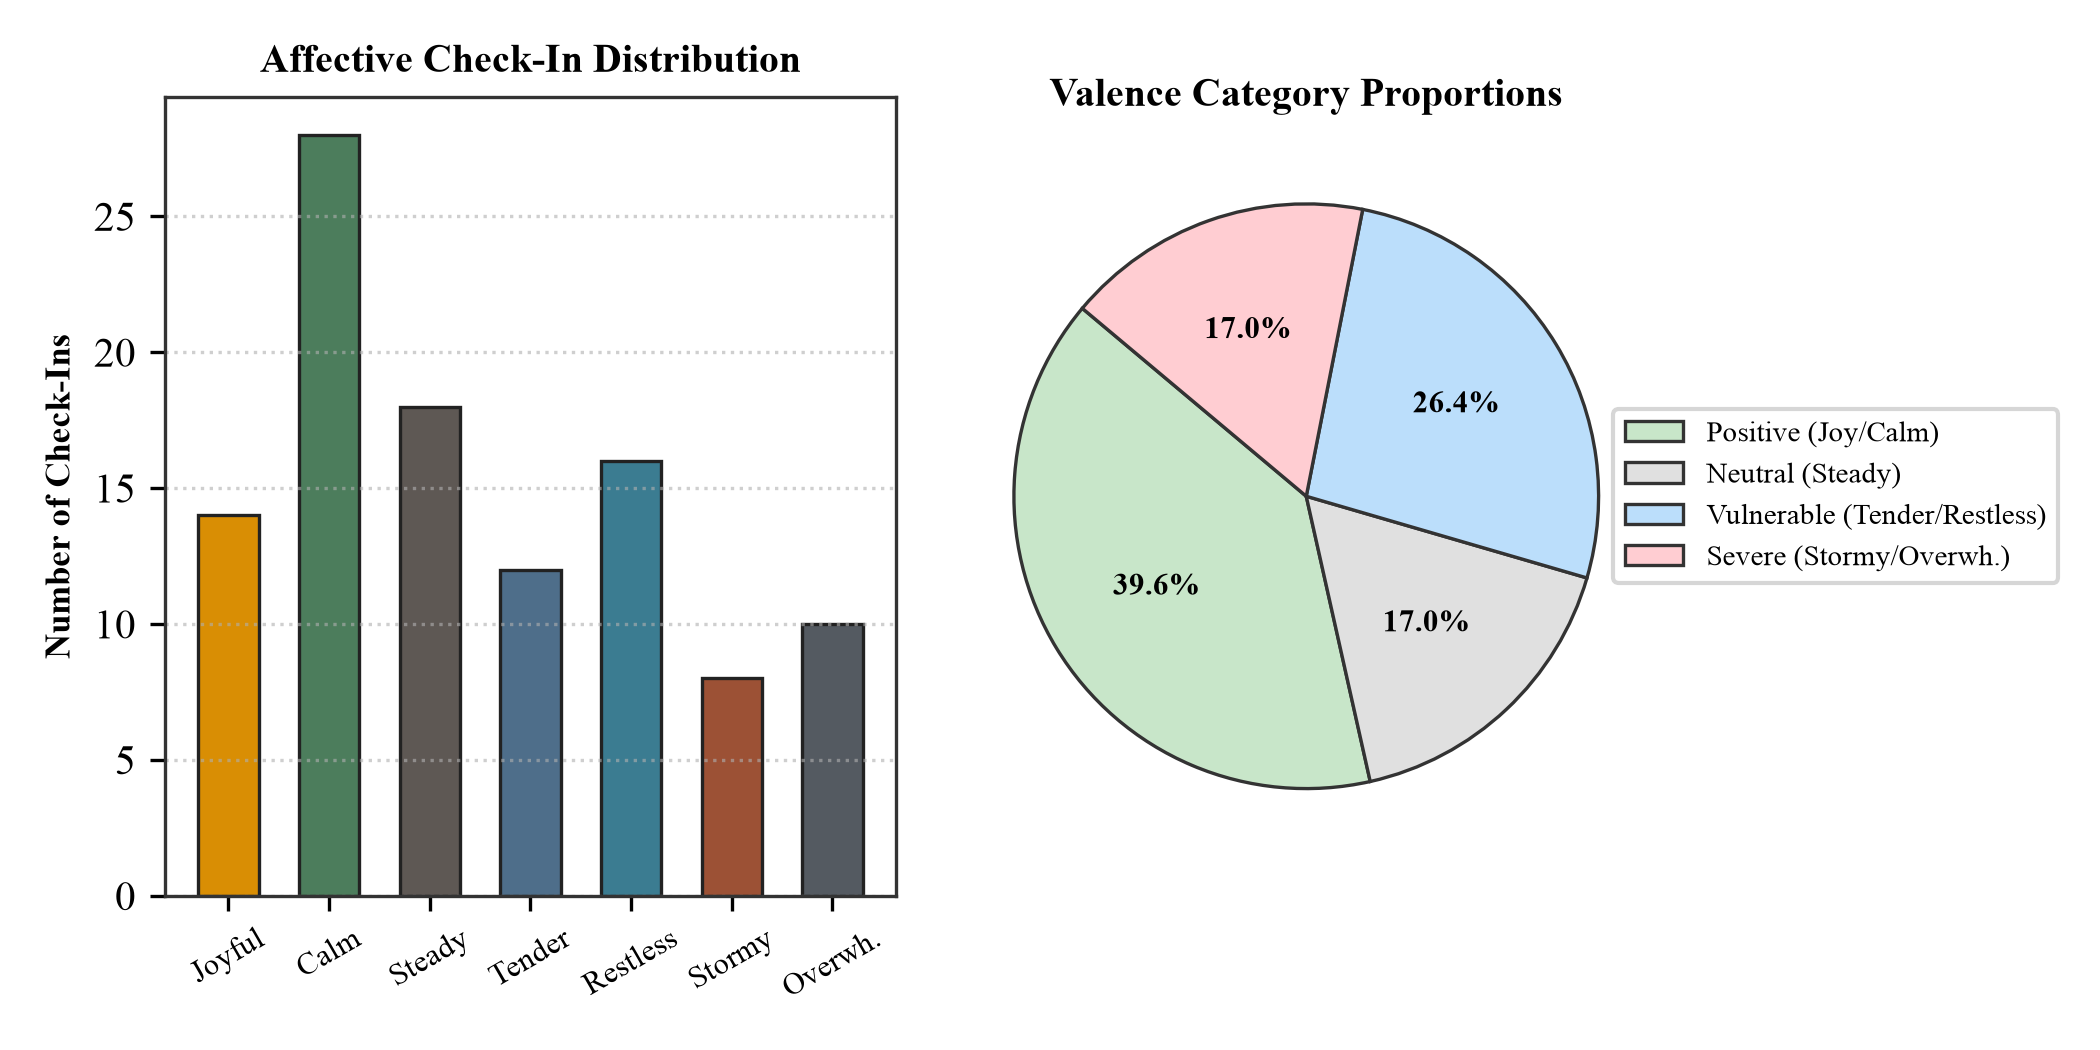 Affective Check-In Distribution
Number of Check-Ins
25
20
15
10
5
0
Joyful
Calm
Steady
Tender
Restless
Stormy
Overwh.
Valence Category Proportions
17.0%
26.4%
39.6%
17.0%
Positive (Joy/Calm)
Neutral (Steady)
Vulnerable (Tender/Restless)
Severe (Stormy/Overwh.)